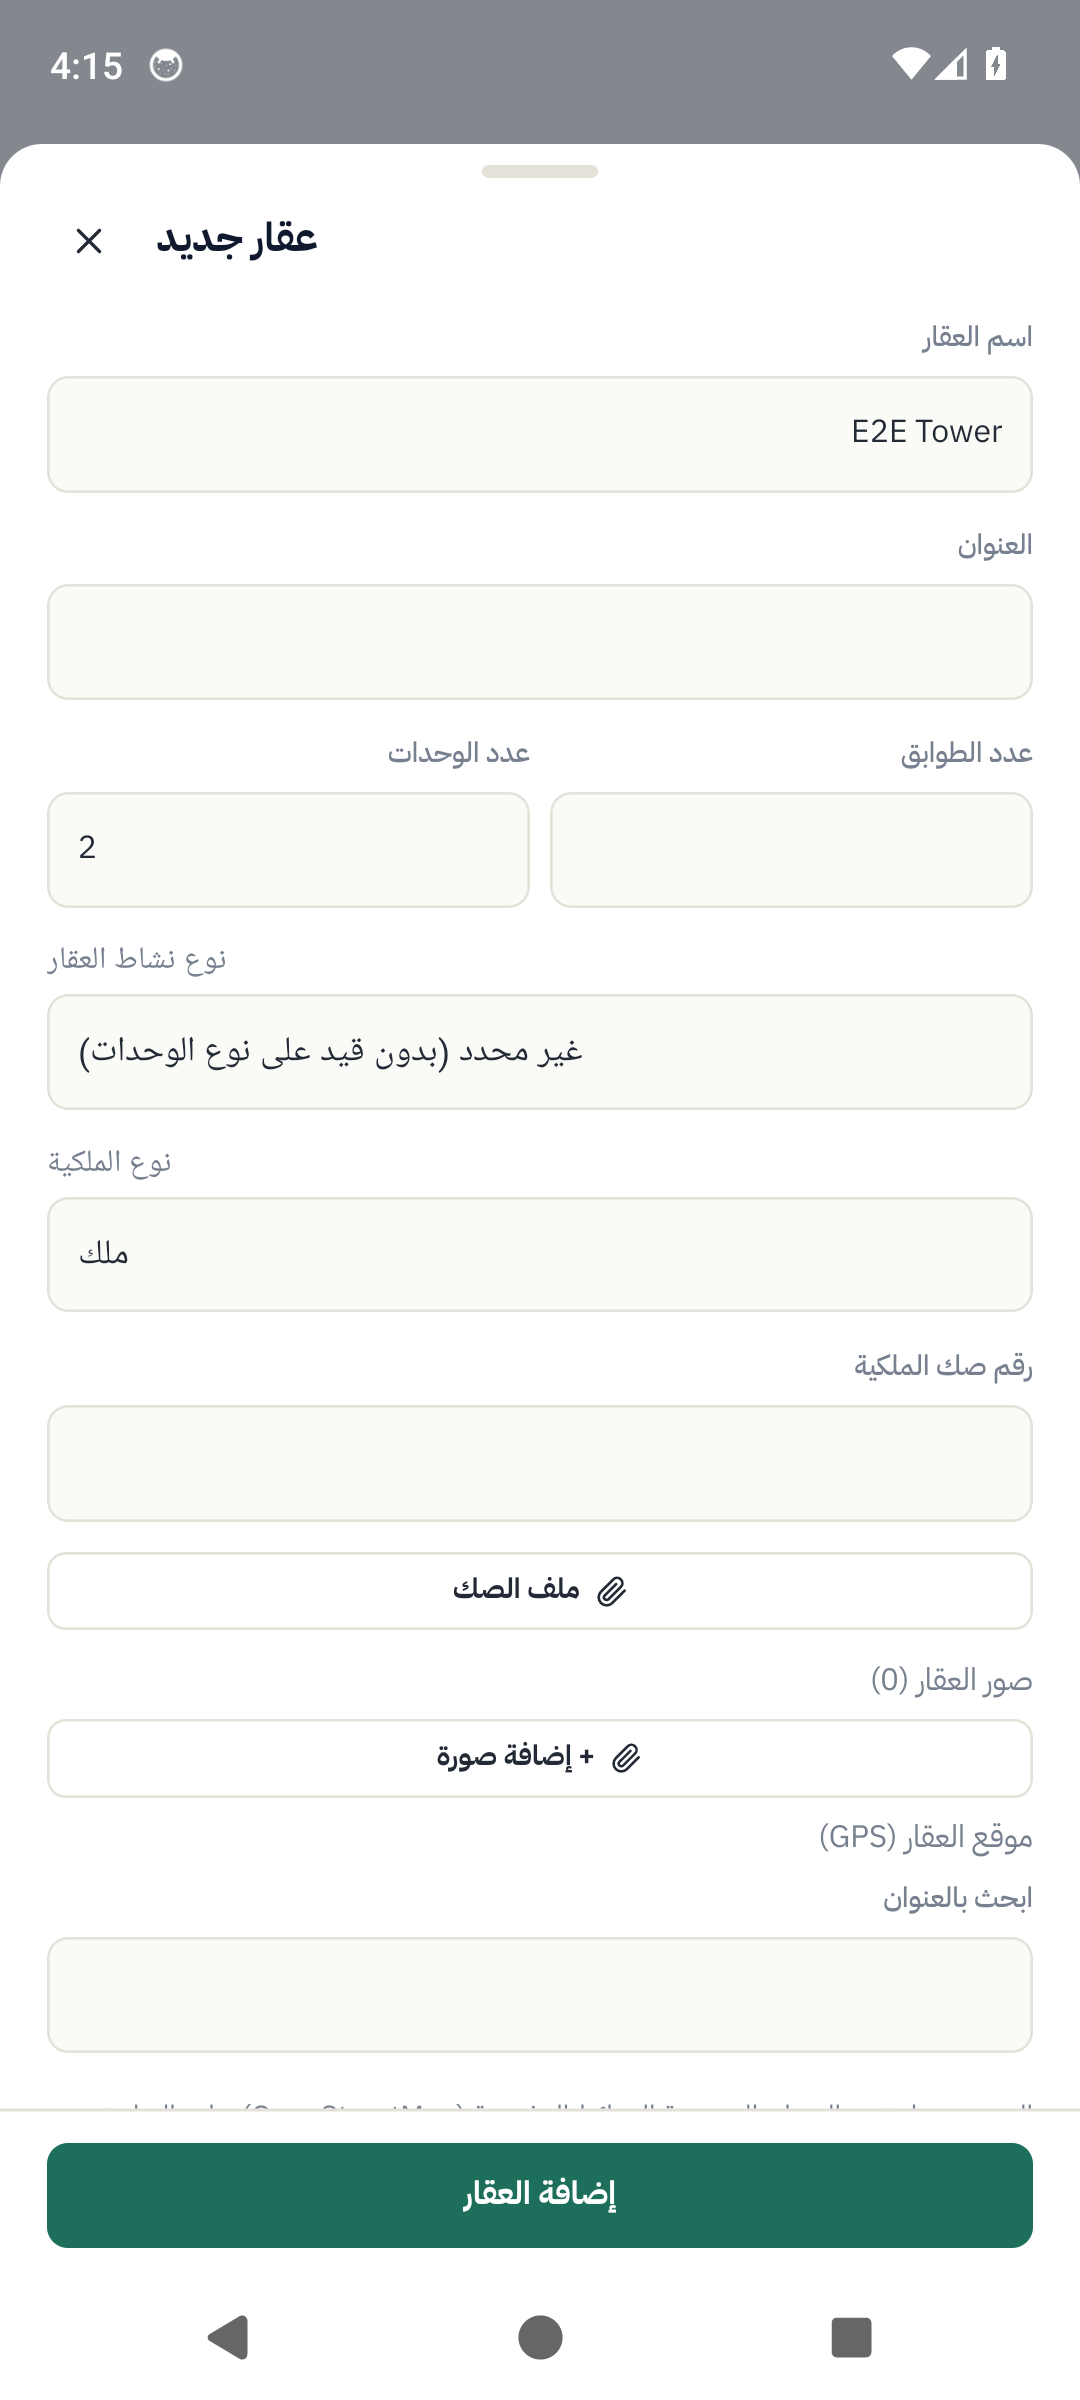 4:15
عقار جديد
اسم العقار
E2E Tower
العنوان
عدد الطوابق
عدد الوحدات
2
نوع نشاط العقار
غير محدد (بدون قيد على نوع الوحدات)
نوع الملكية
ملك
رقم صك الملكية
ملف الصك
صور العقار (0)
+ إضافة صورة
موقع العقار (GPS)
ابحث بالعنوان
إضافة العقار